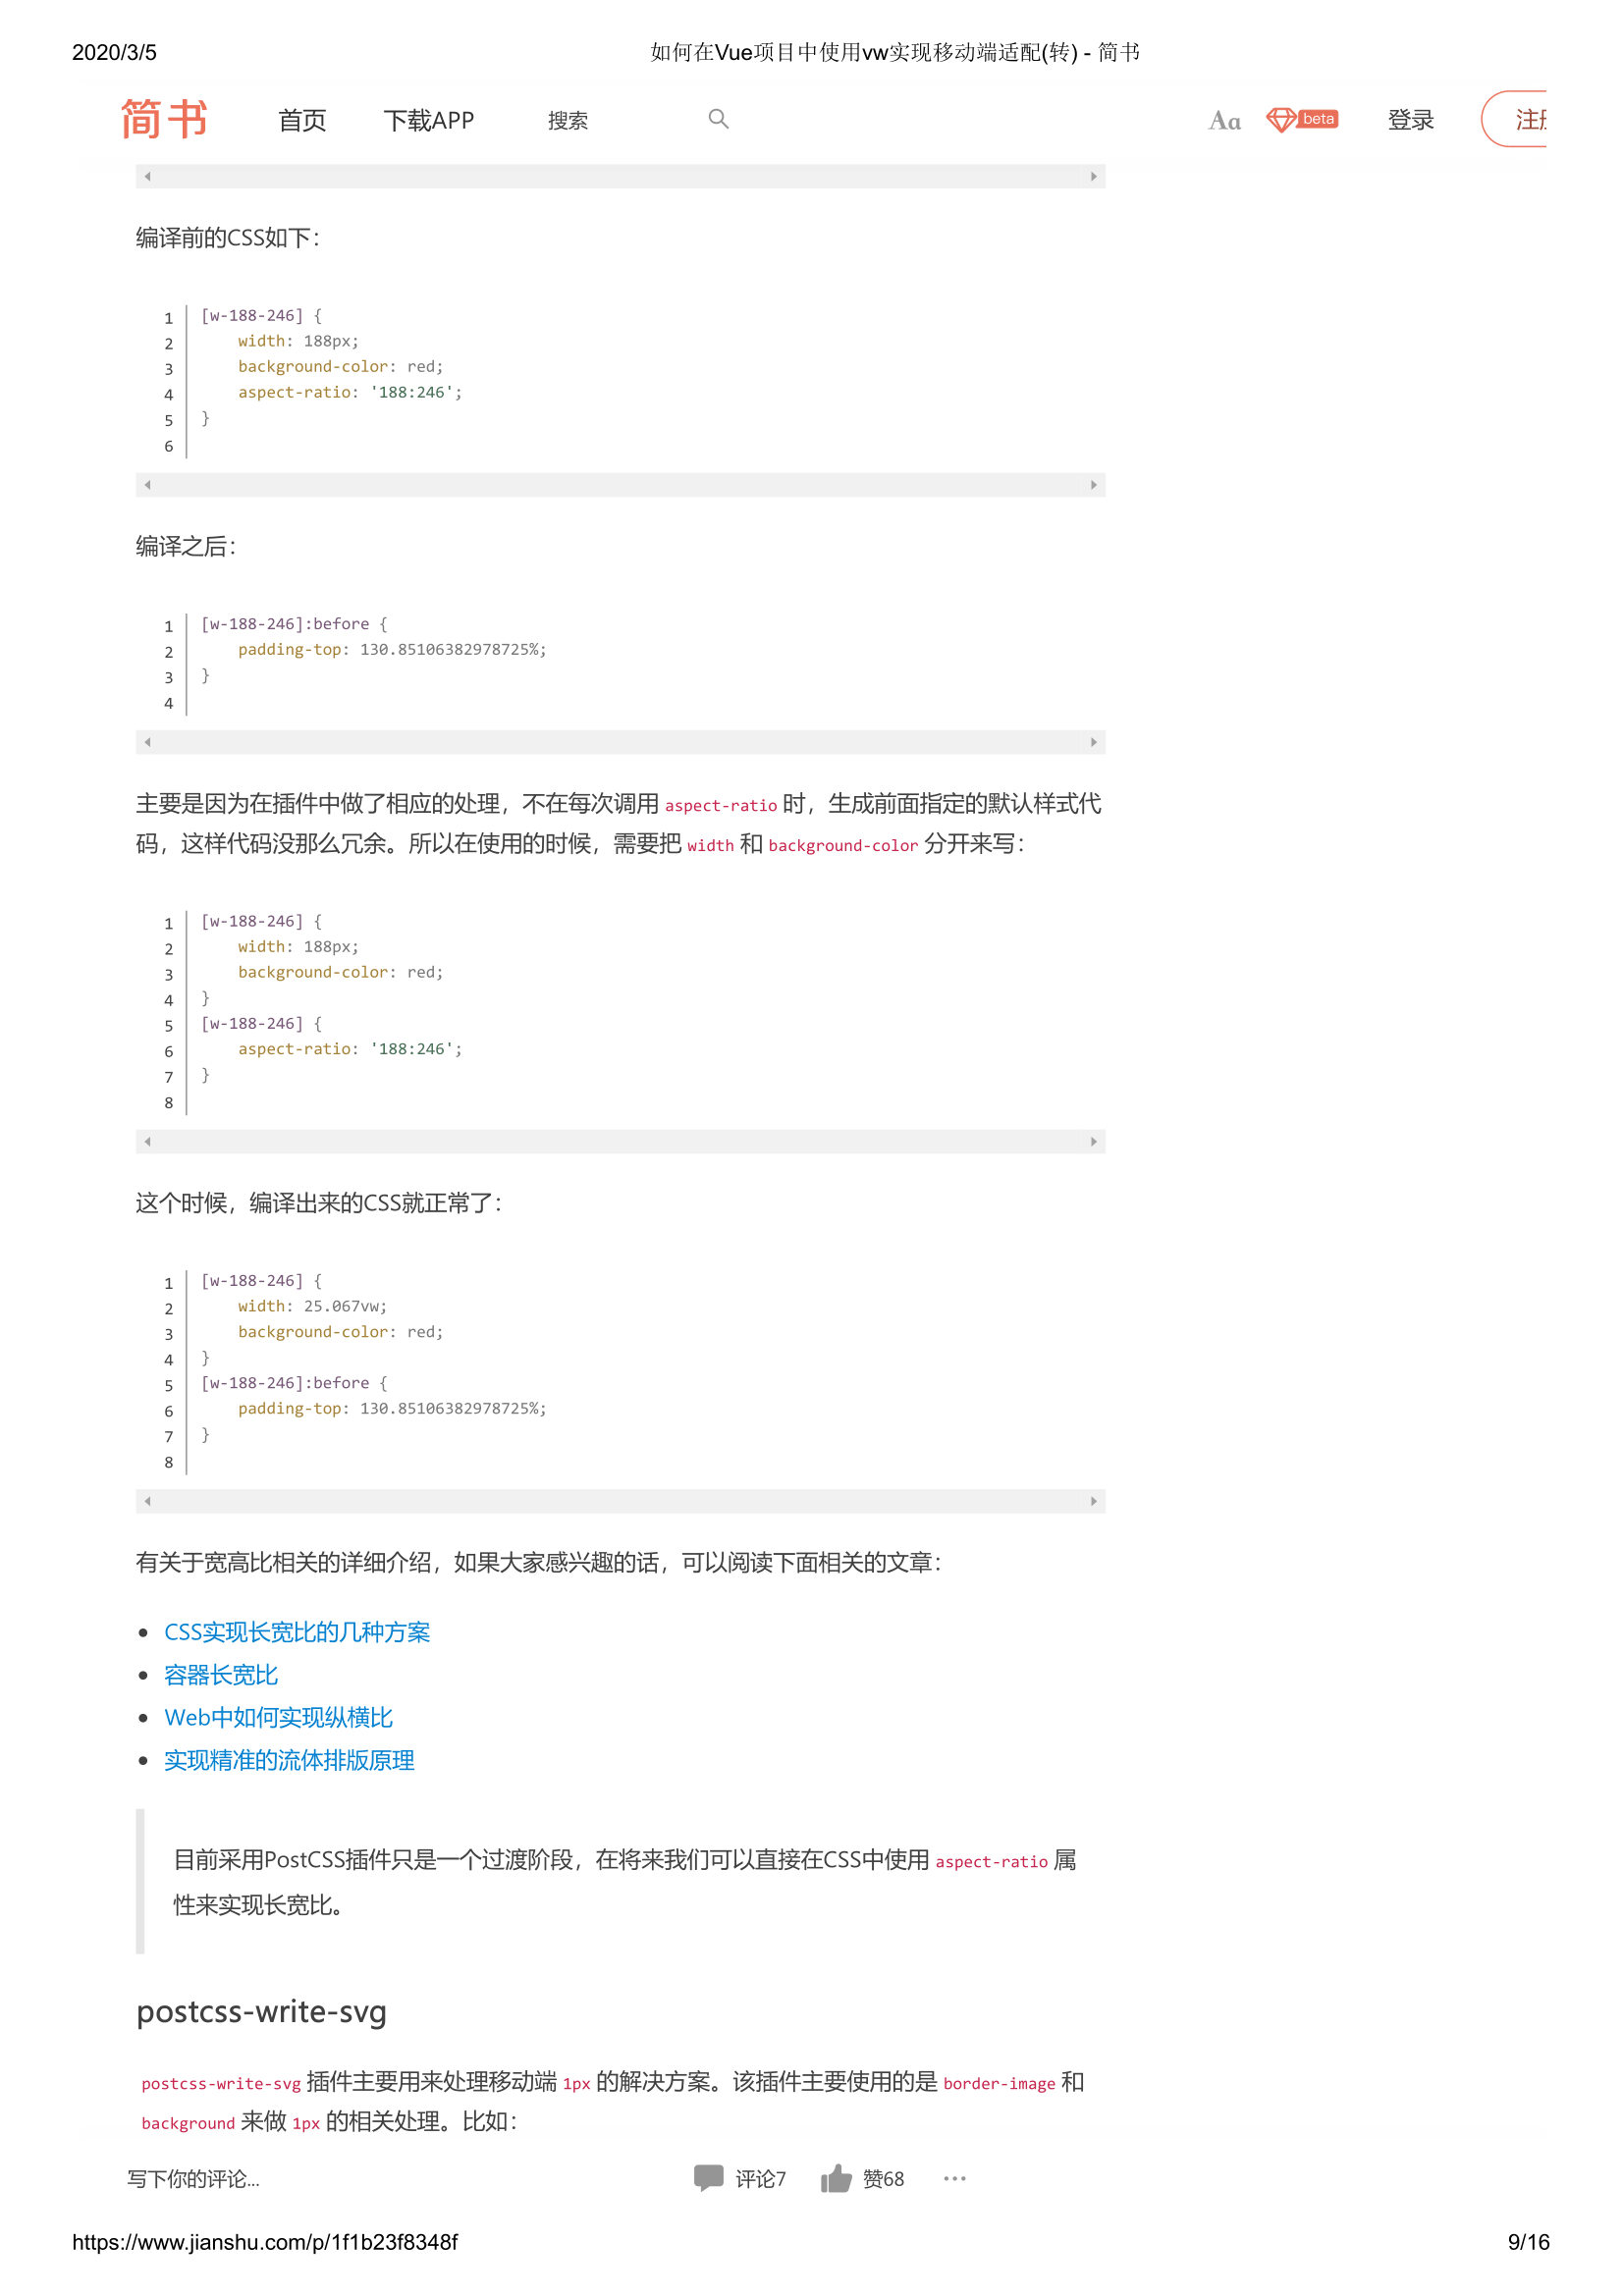 2020/3/5 如何在Vue项目中使用vw实现移动端适配(转) - 简书
简书 首页 下载APP 搜索 Aa beta 登录 注
编译前的CSS如下：
1 [w-188-246] {
2     width: 188px;
3     background-color: red;
4     aspect-ratio: '188:246';
5 }
6
编译之后：
1 [w-188-246]:before {
2     padding-top: 130.85106382978725%;
3 }
4
主要是因为在插件中做了相应的处理，不在每次调用 aspect-ratio 时，生成前面指定的默认样式代
码，这样代码没那么冗余。所以在使用的时候，需要把 width 和 background-color 分开来写：
1 [w-188-246] {
2     width: 188px;
3     background-color: red;
4 }
5 [w-188-246] {
6     aspect-ratio: '188:246';
7 }
8
这个时候，编译出来的CSS就正常了：
1 [w-188-246] {
2     width: 25.067vw;
3     background-color: red;
4 }
5 [w-188-246]:before {
6     padding-top: 130.85106382978725%;
7 }
8
有关于宽高比相关的详细介绍，如果大家感兴趣的话，可以阅读下面相关的文章：
• CSS实现长宽比的几种方案
• 容器长宽比
• Web中如何实现纵横比
• 实现精准的流体排版原理
目前采用PostCSS插件只是一个过渡阶段，在将来我们可以直接在CSS中使用 aspect-ratio 属
性来实现长宽比。
postcss-write-svg
postcss-write-svg 插件主要用来处理移动端 1px 的解决方案。该插件主要使用的是 border-image 和
background 来做 1px 的相关处理。比如：
写下你的评论... 评论7 赞68 ...
https://www.jianshu.com/p/1f1b23f8348f 9/16